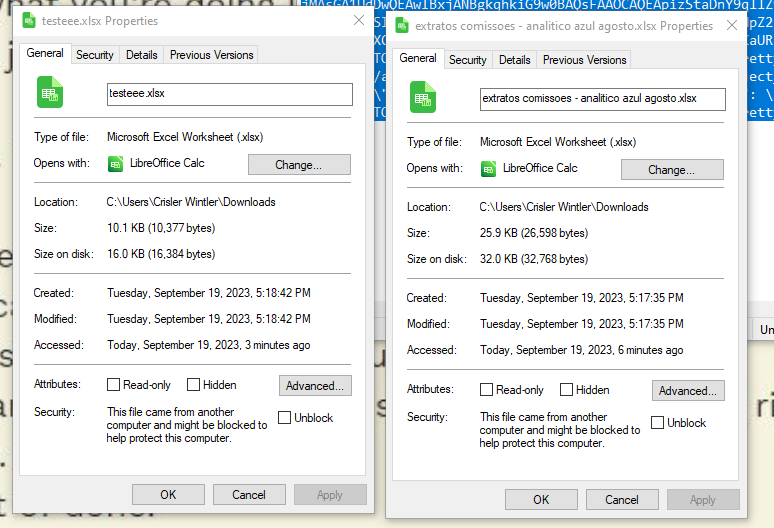 what you're doing i
iMAsGA1UdDwQEAwIBxjANBgkqhkiG9w0BAQsFAAOCAQEApizStaDnY9qIIZ
testeee.xlsx Properties
General Security Details Previous Versions
testeee.xlsx
Type of file: Microsoft Excel Worksheet (.xlsx)
Opens with: LibreOffice Calc Change...
Location: C:\Users\Crisler Wintler\Downloads
Size: 10.1 KB (10,377 bytes)
Size on disk: 16.0 KB (16,384 bytes)
Created: Tuesday, September 19, 2023, 5:18:42 PM
Modified: Tuesday, September 19, 2023, 5:18:42 PM
Accessed: Today, September 19, 2023, 3 minutes ago
Attributes: Read-only Hidden Advanced...
Security: This file came from another
computer and might be blocked to
help protect this computer.
Unblock
OK Cancel Apply
extratos comissoes - analitico azul agosto.xlsx Properties
General Security Details Previous Versions
extratos comissoes - analitico azul agosto.xlsx
Type of file: Microsoft Excel Worksheet (.xlsx)
Opens with: LibreOffice Calc Change...
Location: C:\Users\Crisler Wintler\Downloads
Size: 25.9 KB (26,598 bytes)
Size on disk: 32.0 KB (32,768 bytes)
Created: Tuesday, September 19, 2023, 5:17:35 PM
Modified: Tuesday, September 19, 2023, 5:17:35 PM
Accessed: Today, September 19, 2023, 6 minutes ago
Attributes: Read-only Hidden Advanced...
Security: This file came from another
computer and might be blocked to
help protect this computer.
Unblock
OK Cancel Apply
Un